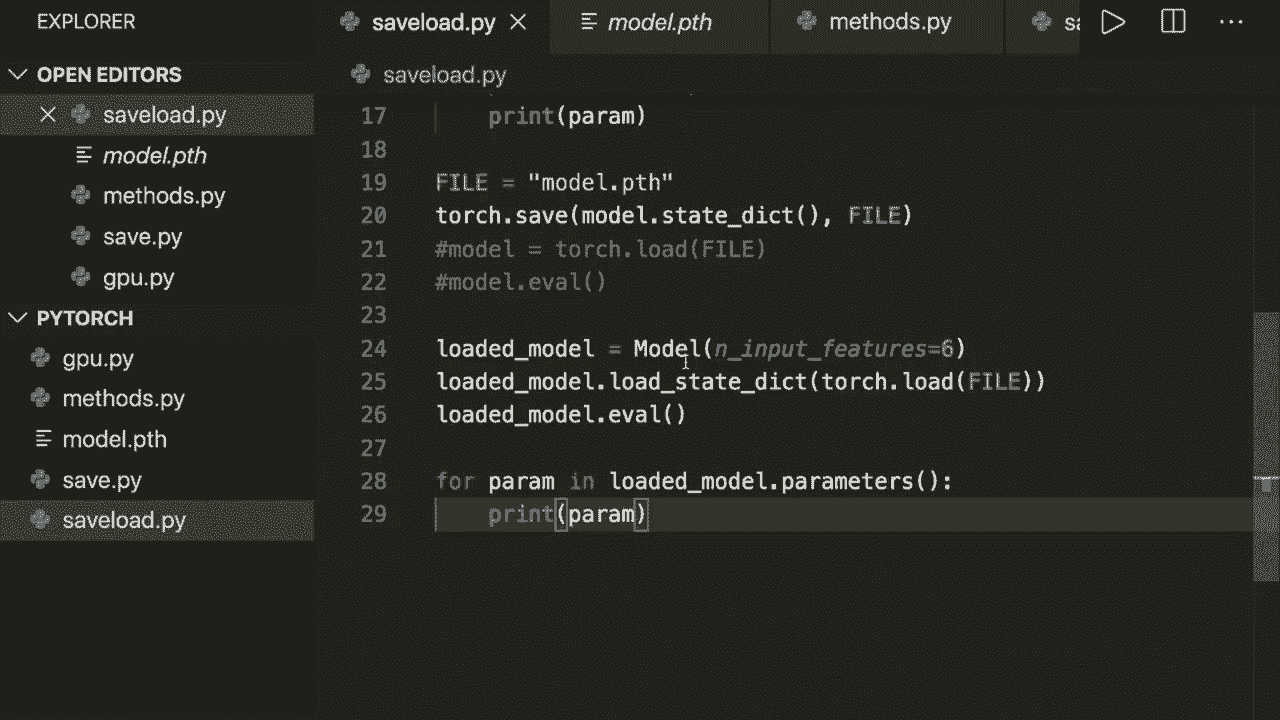 EXPLORER
OPEN EDITORS
saveload.py
model.pth
methods.py
save.py
gpu.py
PYTORCH
gpu.py
methods.py
model.pth
save.py
saveload.py
saveload.py model.pth methods.py sa
saveload.py
17 print(param)
18
19 FILE = "model.pth"
20 torch.save(model.state_dict(), FILE)
21 #model = torch.load(FILE)
22 #model.eval()
23
24 loaded_model = Model(n_input_features=6)
25 loaded_model.load_state_dict(torch.load(FILE))
26 loaded_model.eval()
27
28 for param in loaded_model.parameters():
29 print(param)